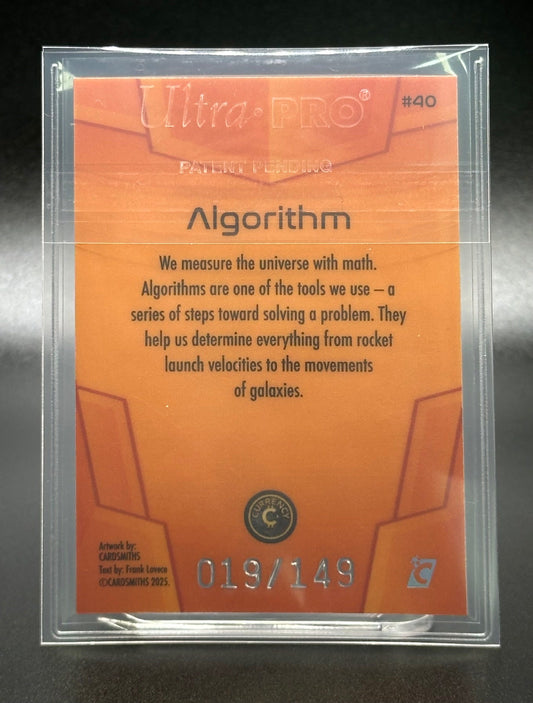 Ultra•PRO®
#40
PATENT PENDING
Algorithm
We measure the universe with math.
Algorithms are one of the tools we use – a
series of steps toward solving a problem. They
help us determine everything from rocket
launch velocities to the movements
of galaxies.
CURRENCY
C
Artwork by:
CARDSMITHS
Text by: Frank Lovece
©CARDSMITHS 2025.
019/149
C